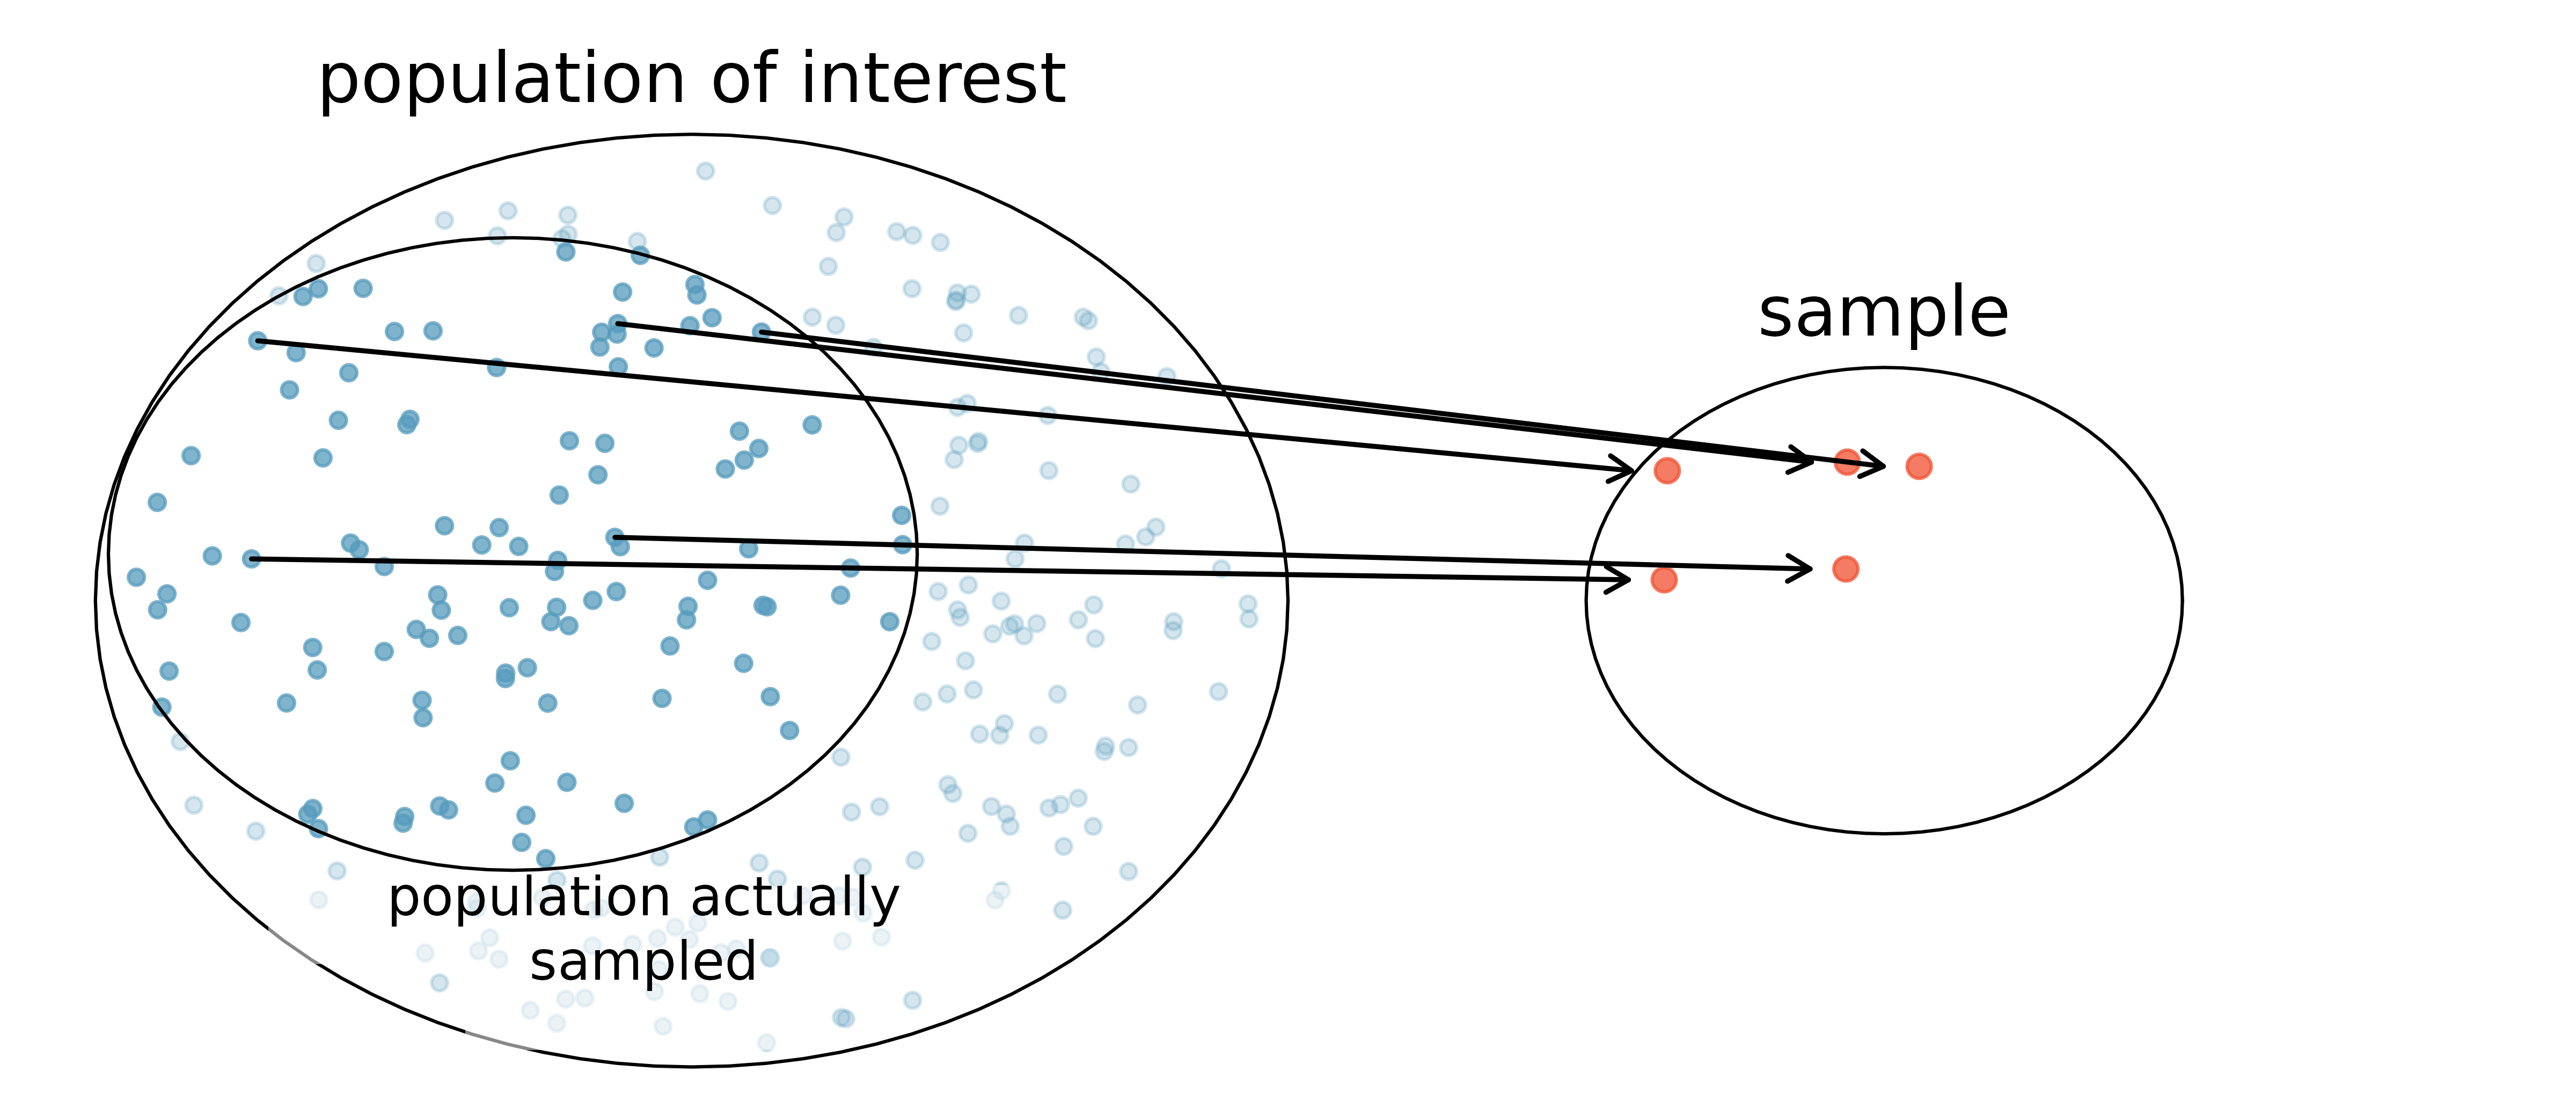 population of interest
sample
population actually
sampled